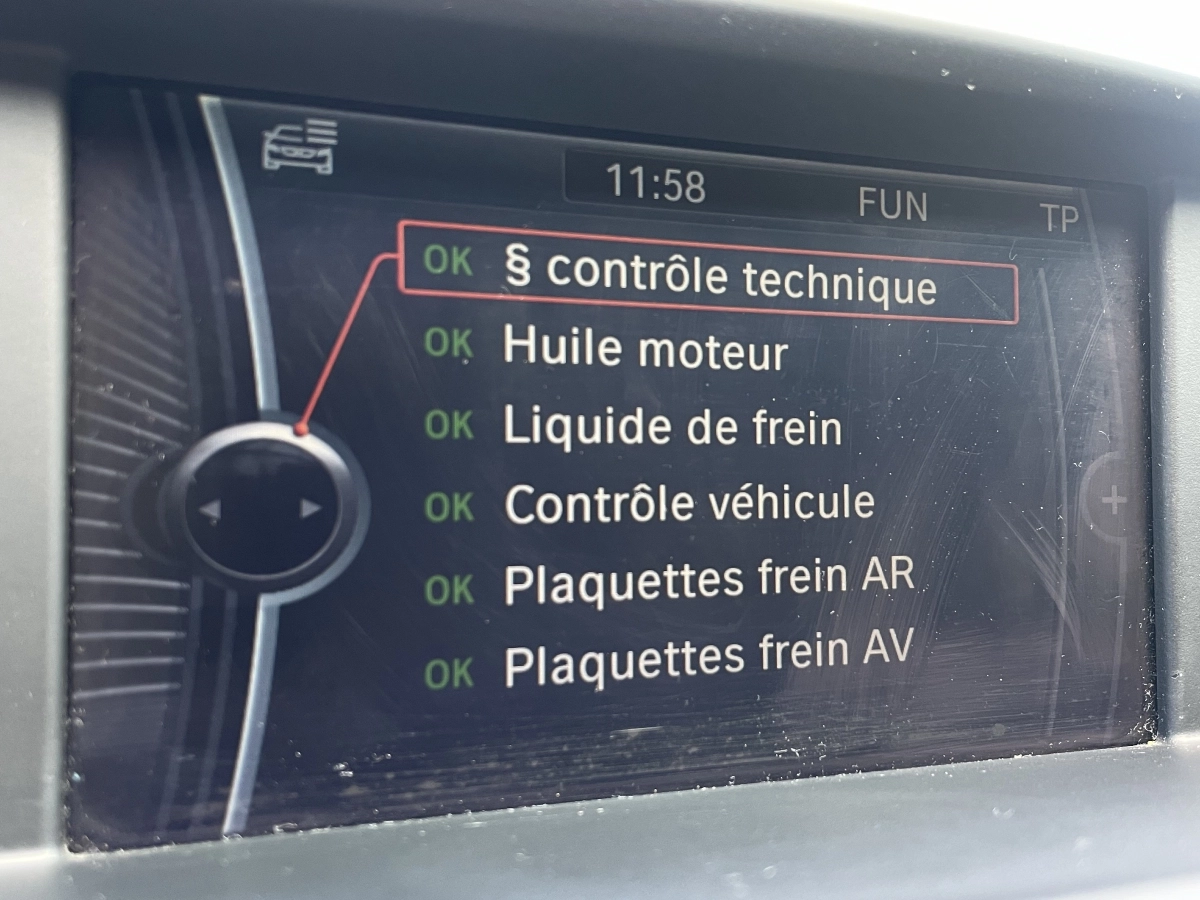 11:58 FUN TP
OK § contrôle technique
OK Huile moteur
OK Liquide de frein
OK Contrôle véhicule
OK Plaquettes frein AR
OK Plaquettes frein AV